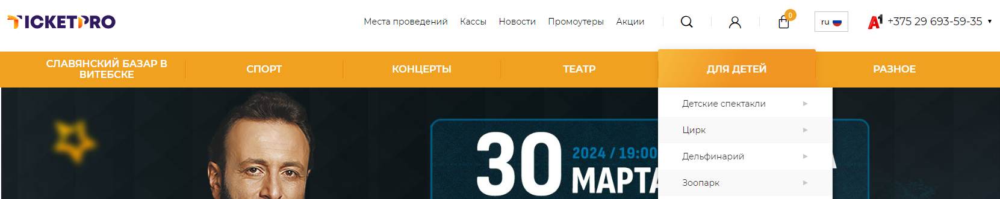 TICKETPRO
Места проведений Кассы Новости Промоутеры Акции
0
ru
A1 +375 29 693-59-35
СЛАВЯНСКИЙ БАЗАР В
ВИТЕБСКЕ
СПОРТ
КОНЦЕРТЫ
ТЕАТР
ДЛЯ ДЕТЕЙ
РАЗНОЕ
Детские спектакли
Цирк
Дельфинарий
Зоопарк
30
2024 / 19:00
МАРТА